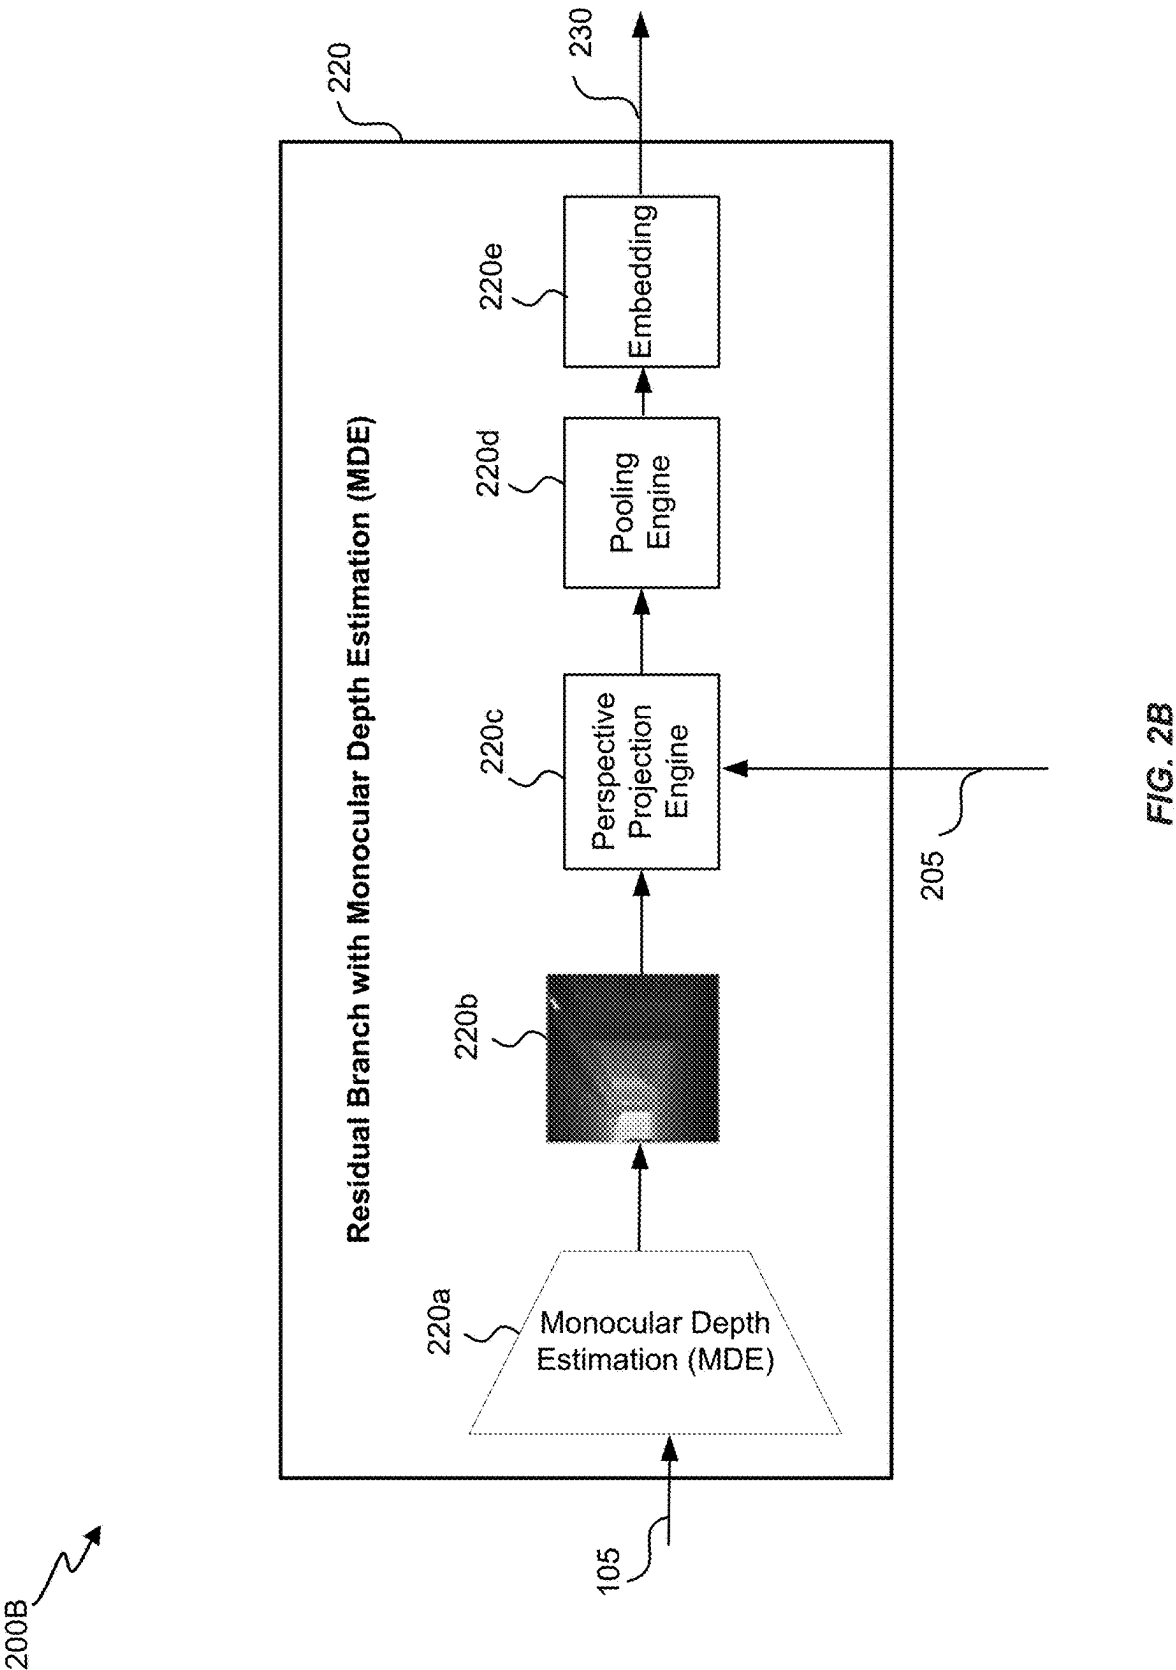 200B
Residual Branch with Monocular Depth Estimation (MDE)
220
105
220a
Monocular Depth
Estimation (MDE)
220b
220c
Perspective
Projection
Engine
205
220d
Pooling
Engine
220e
Embedding
230
FIG. 2B